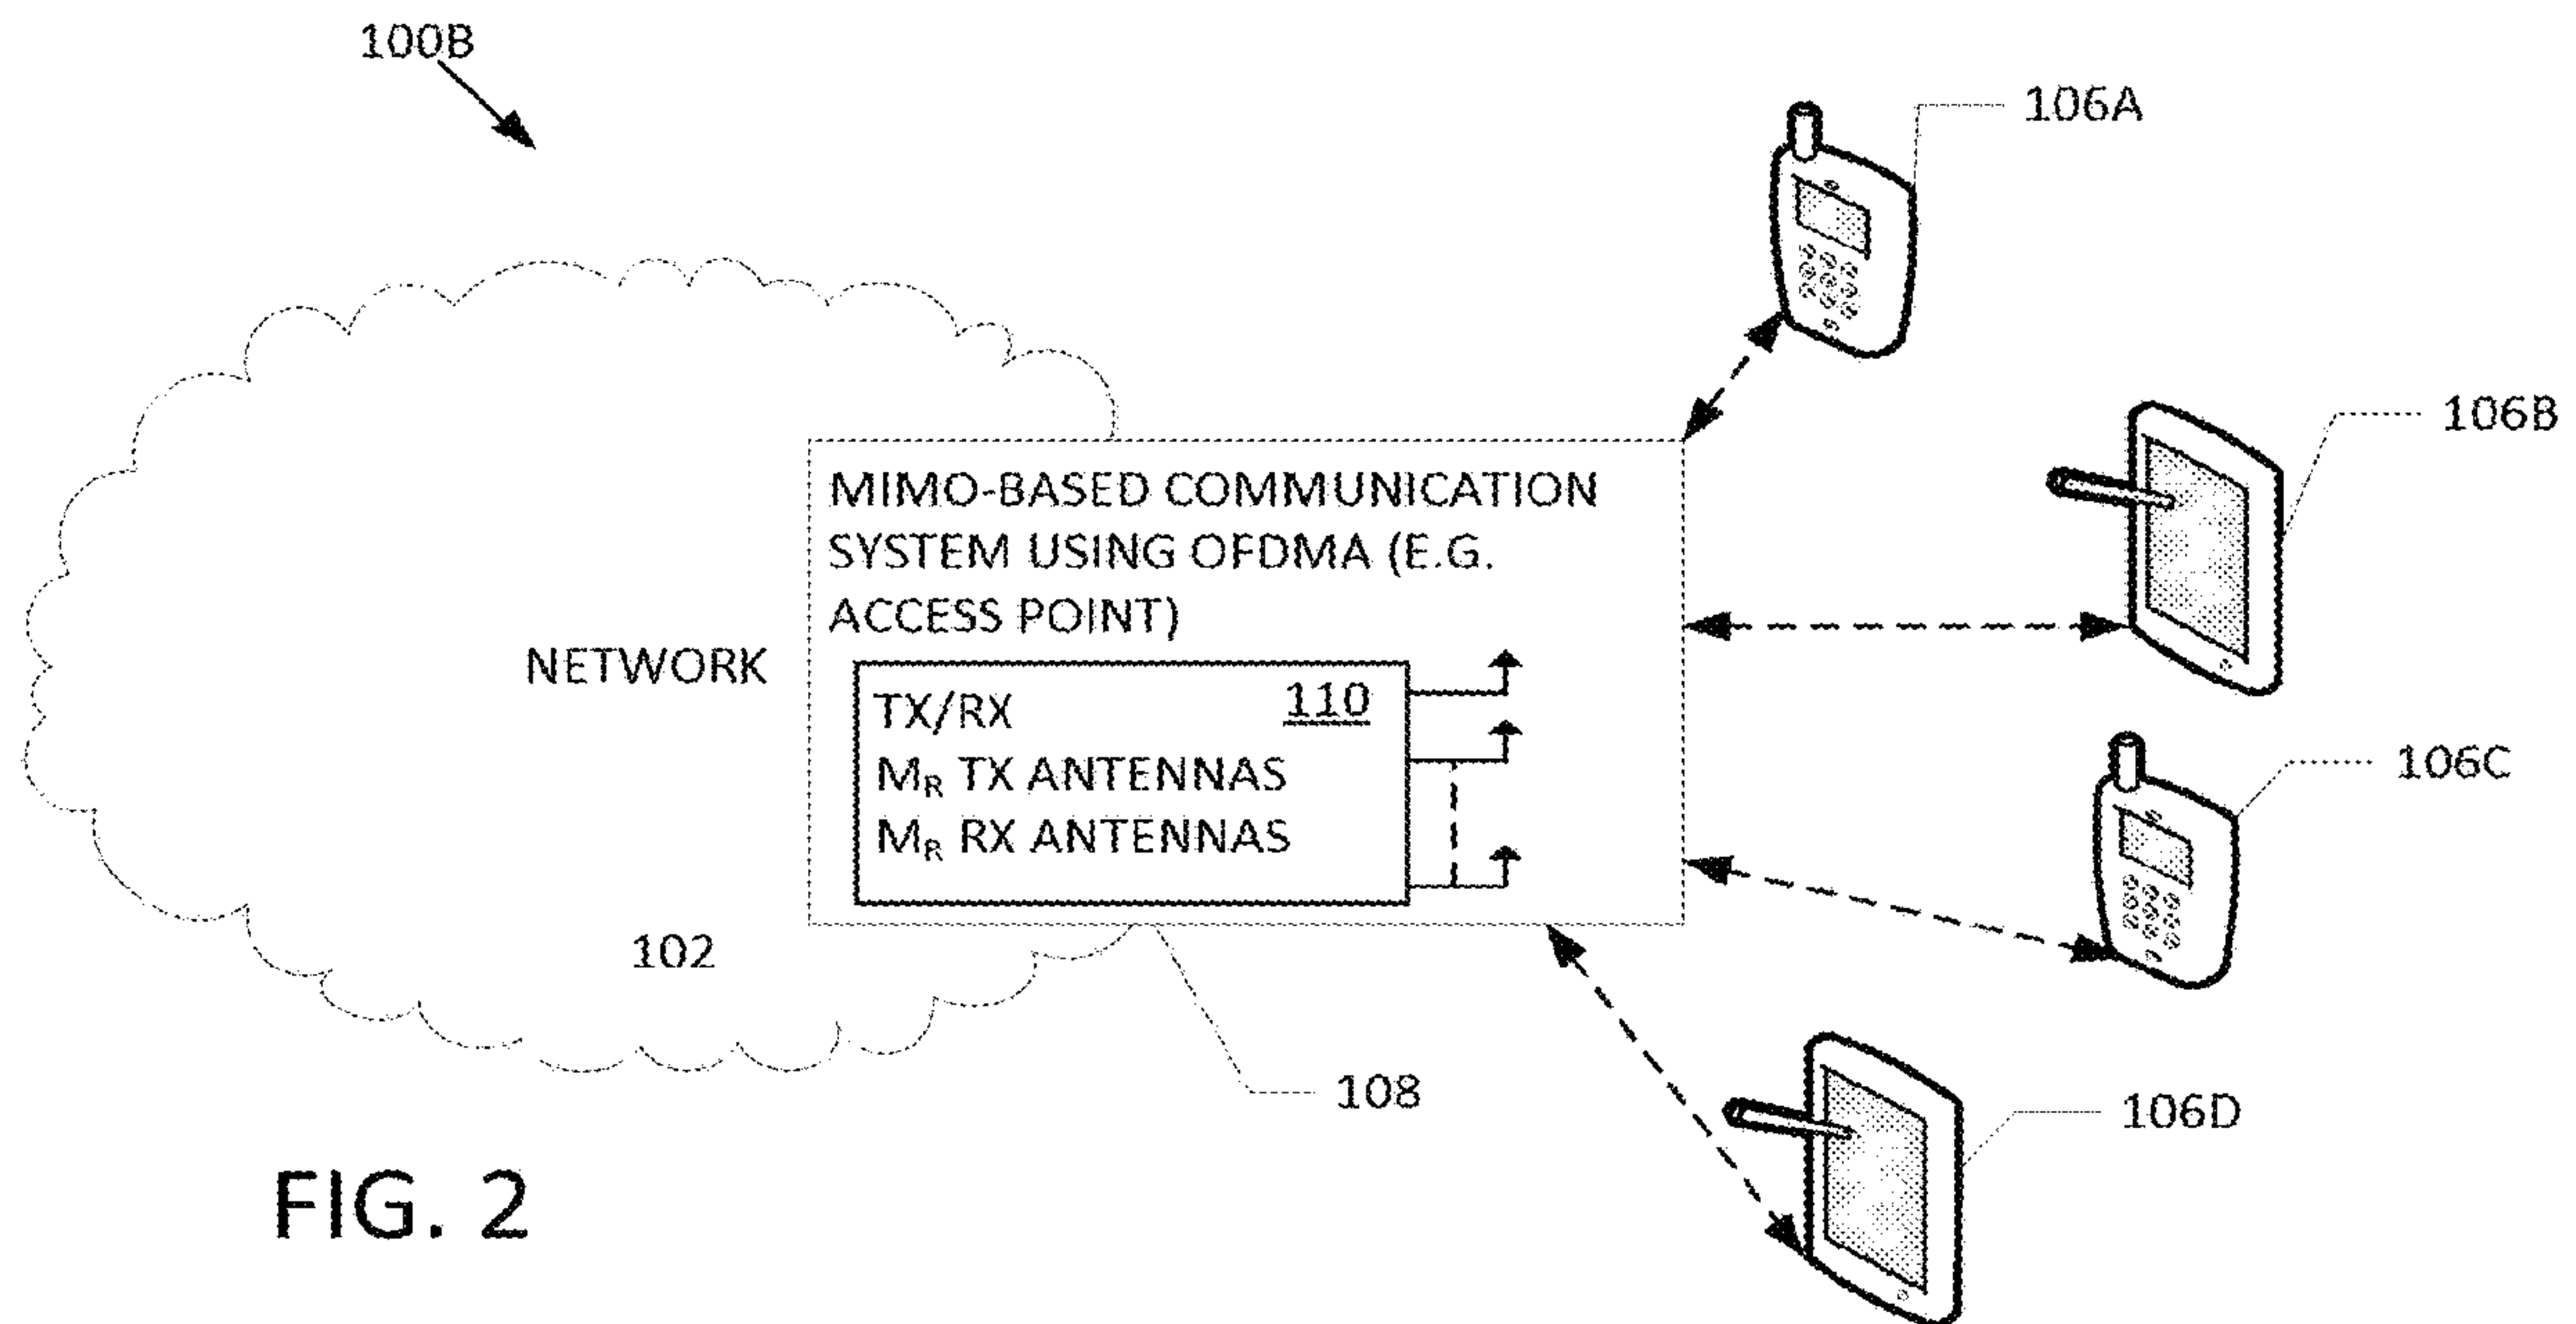 100B
106A
106B
MIMO-BASED COMMUNICATION
SYSTEM USING OFDMA (E.G.
ACCESS POINT)
NETWORK
TX/RX 110
MR TX ANTENNAS
MR RX ANTENNAS
106C
102
108
106D
FIG. 2